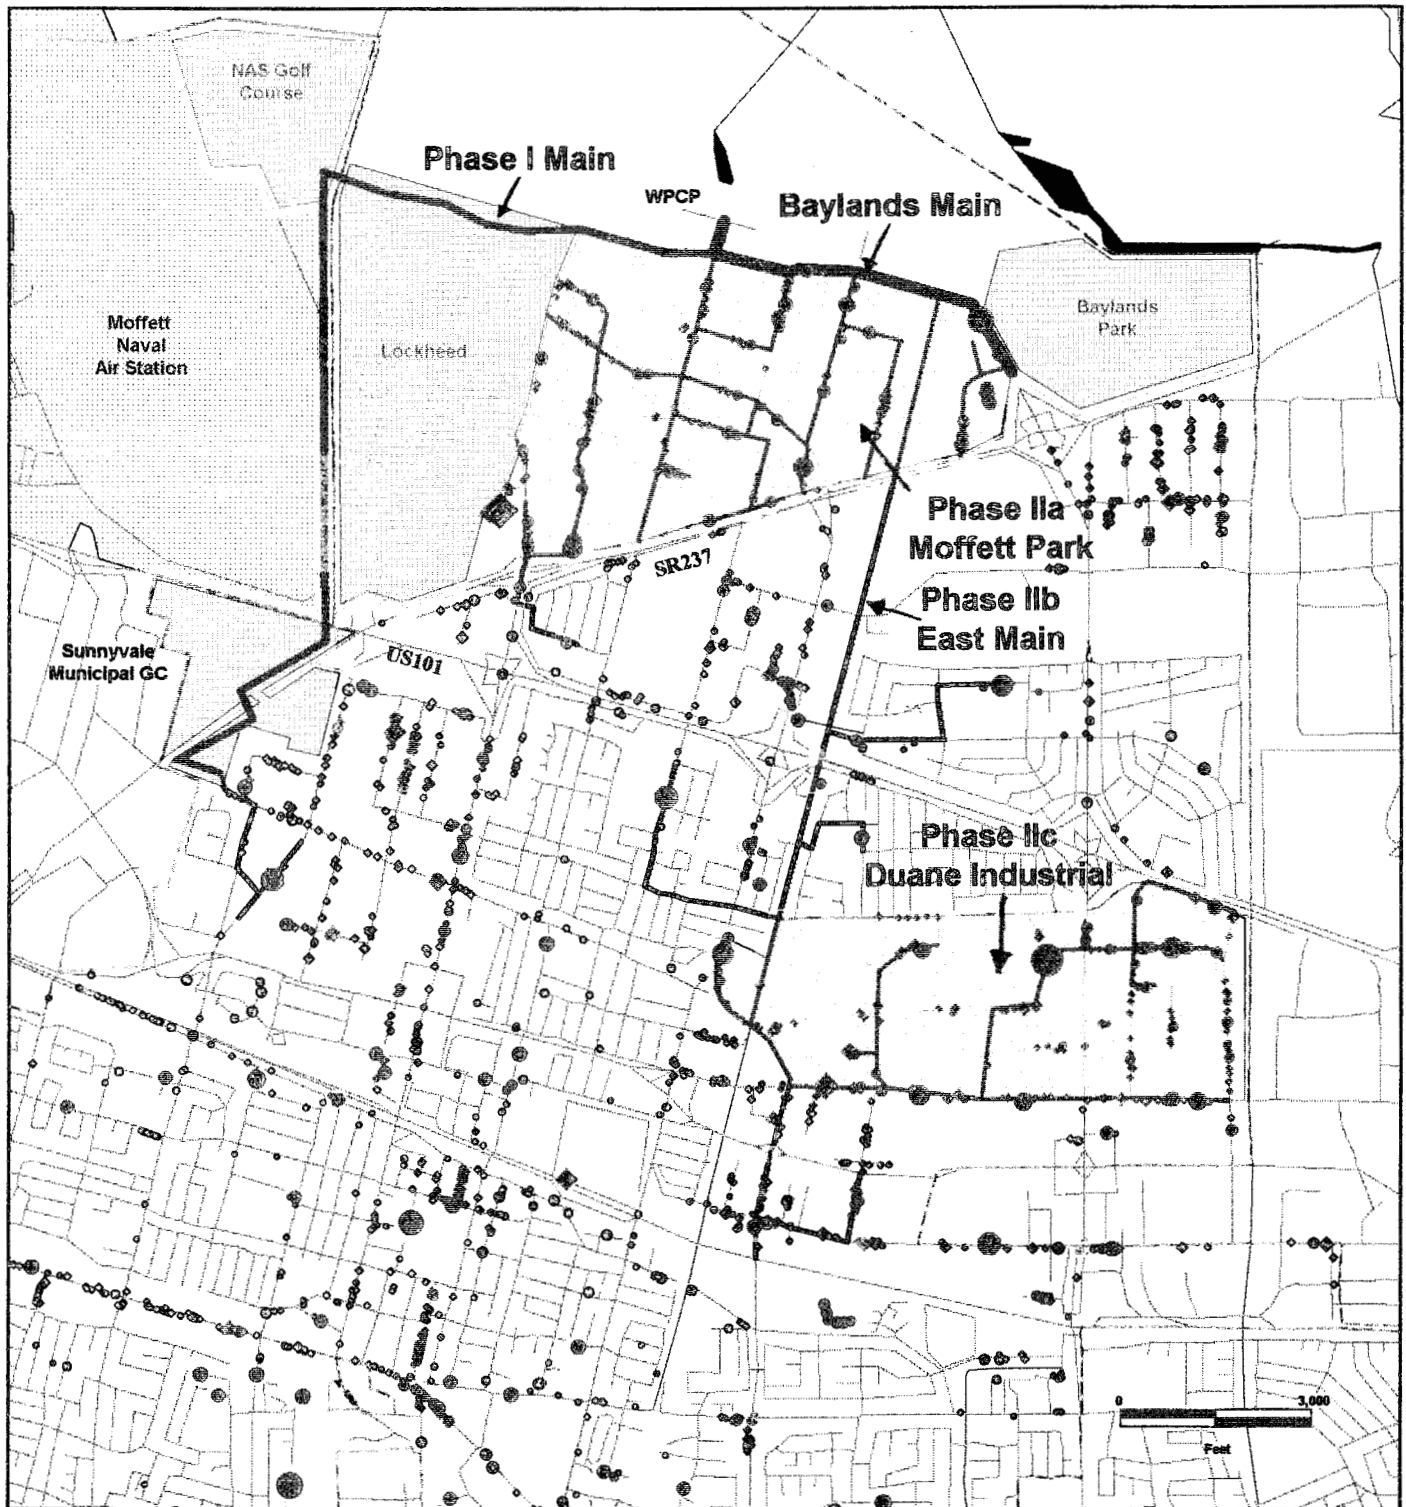 NAS Golf
Course
Phase I Main
WPCP
Baylands Main
Baylands
Park
Moffett
Naval
Air Station
Lockheed
Phase IIa
Moffett Park
SR237
Phase IIb
East Main
Sunnyvale
Municipal GC
US101
Phase IIc
Duane Industrial
0 3,000
Feet